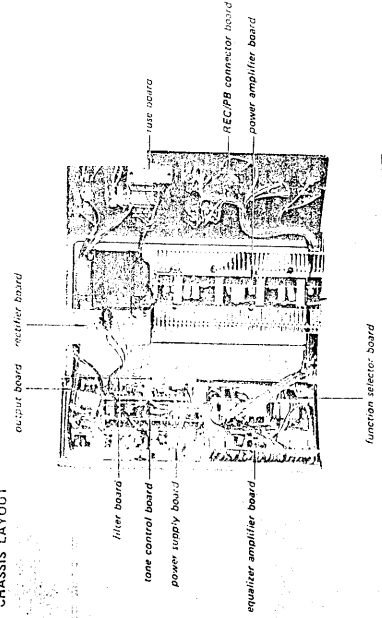 CHASSIS LAYOUT
output board
rectifier board
fuse board
REC/PB connector board
power amplifier board
filter board
tone control board
power supply board
equalizer amplifier board
function selector board